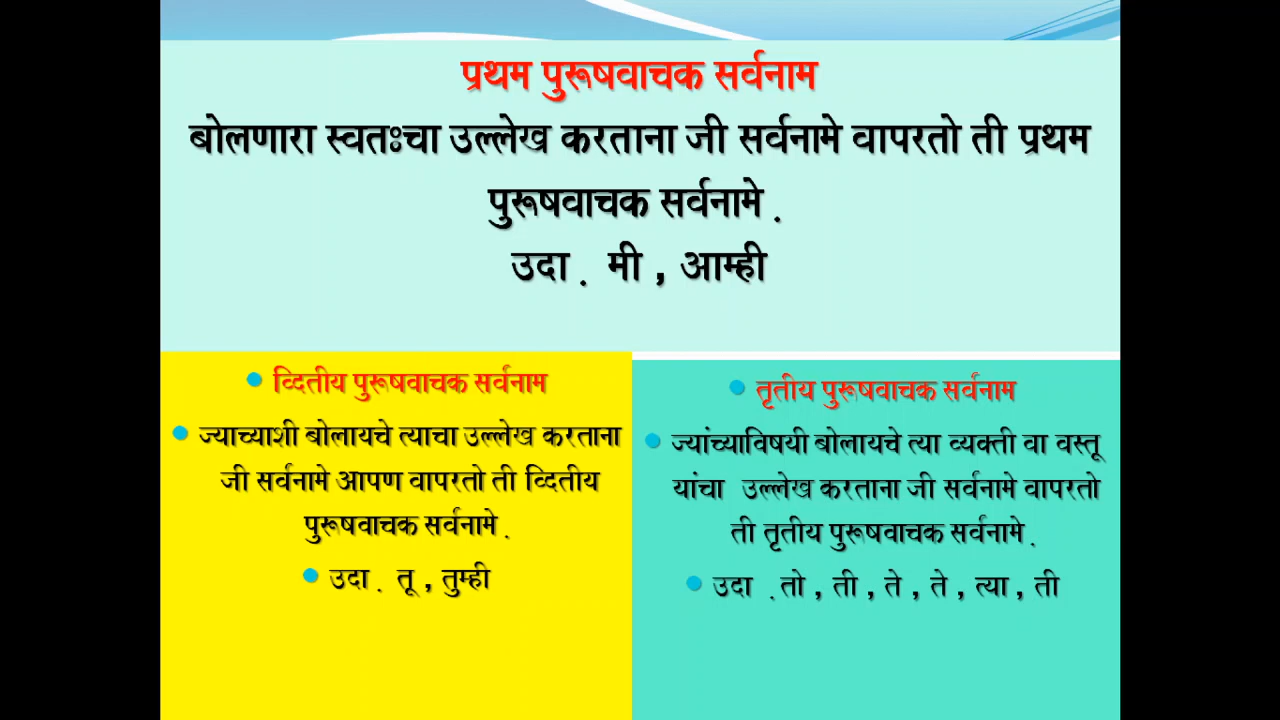 प्रथम पुरूषवाचक सर्वनाम
बोलणारा स्वतःचा उल्लेख करताना जी सर्वनामे वापरतो ती प्रथम
पुरूषवाचक सर्वनामे .
उदा . मी , आम्ही
• व्दितीय पुरूषवाचक सर्वनाम
• ज्याच्याशी बोलायचे त्याचा उल्लेख करताना
जी सर्वनामे आपण वापरतो ती व्दितीय
पुरूषवाचक सर्वनामे .
• उदा . तू , तुम्ही
• तृतीय पुरूषवाचक सर्वनाम
• ज्यांच्याविषयी बोलायचे त्या व्यक्ती वा वस्तू
यांचा उल्लेख करताना जी सर्वनामे वापरतो
ती तृतीय पुरूषवाचक सर्वनामे .
• उदा . तो , ती , ते , ते , त्या , ती